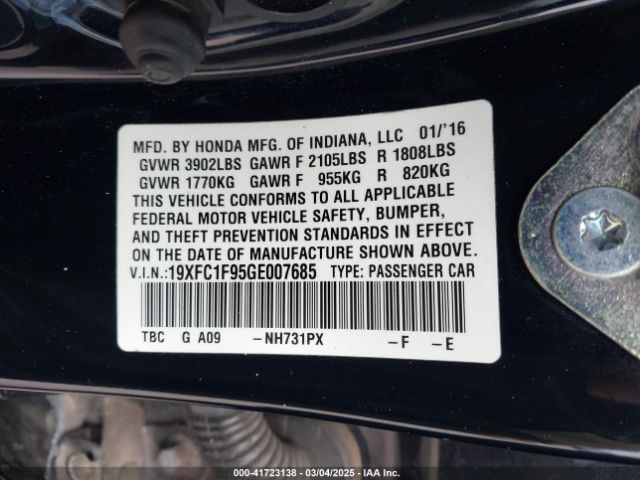 MFD. BY HONDA MFG. OF INDIANA, LLC 01/'16
GVWR 3902LBS GAWR F 2105LBS R 1808LBS
GVWR 1770KG GAWR F 955KG R 820KG
THIS VEHICLE CONFORMS TO ALL APPLICABLE
FEDERAL MOTOR VEHICLE SAFETY, BUMPER,
AND THEFT PREVENTION STANDARDS IN EFFECT
ON THE DATE OF MANUFACTURE SHOWN ABOVE.
V.I.N.:19XFC1F95GE007685 TYPE: PASSENGER CAR
TBC G A09 -NH731PX -F -E
000-41723138 - 03/04/2025 - IAA Inc.